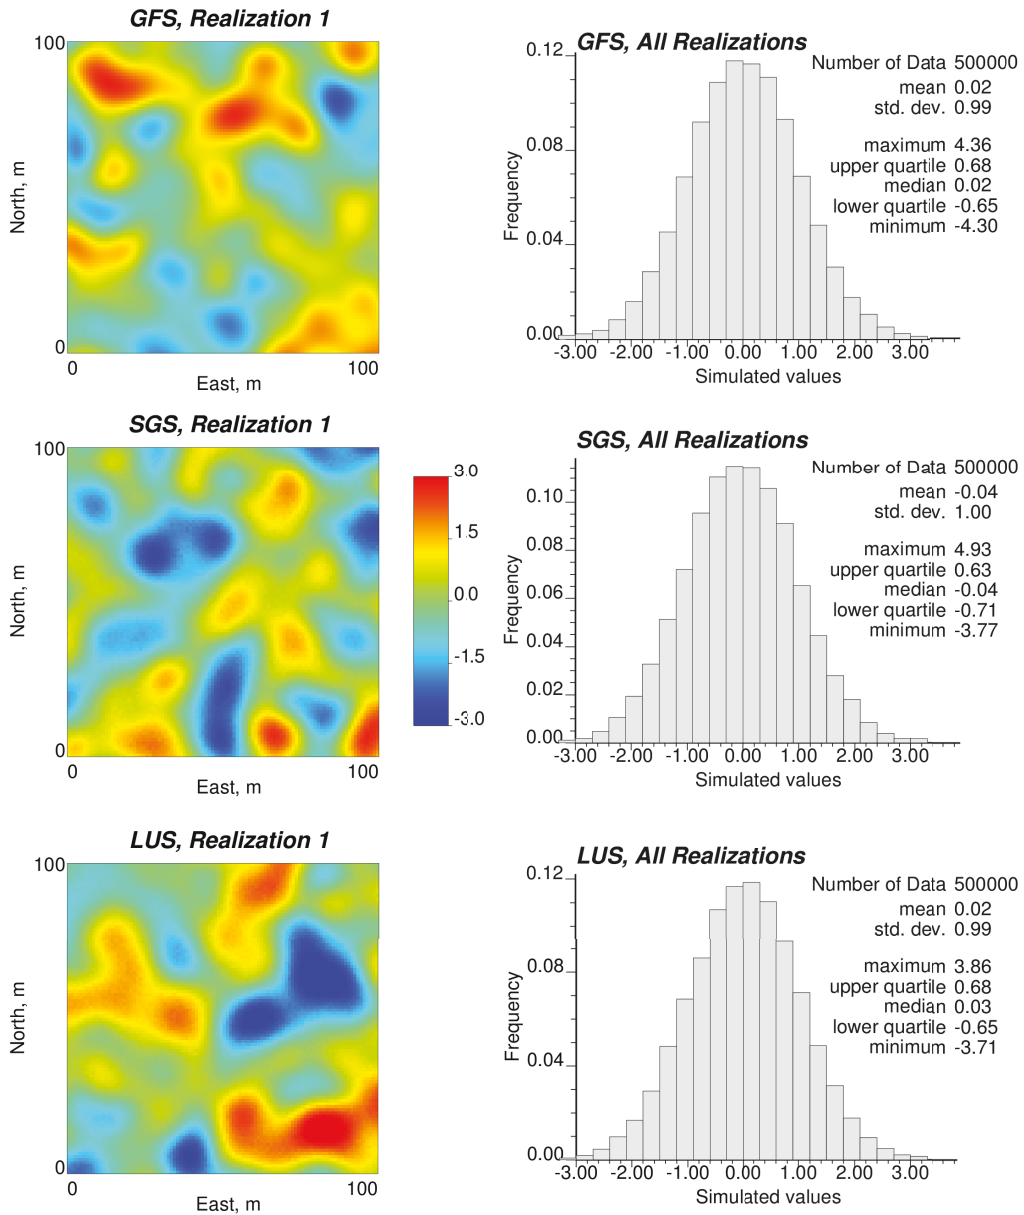 GFS, Realization 1
100
North, m
0
0
100
East, m
GFS, All Realizations
0.12
0.08
0.04
0.00
Frequency
-3.00 -2.00 -1.00 0.00 1.00 2.00 3.00
Simulated values
Number of Data 500000
mean 0.02
std. dev. 0.99
maximum 4.36
upper quartile 0.68
median 0.02
lower quartile -0.65
minimum -4.30
SGS, Realization 1
100
North, m
0
0
100
East, m
3.0
1.5
0.0
-1.5
-3.0
SGS, All Realizations
0.10
0.08
0.06
0.04
0.02
0.00
Frequency
-3.00 -2.00 -1.00 0.00 1.00 2.00 3.00
Simulated values
Number of Data 500000
mean -0.04
std. dev. 1.00
maximum 4.93
upper quartile 0.63
median -0.04
lower quartile -0.71
minimum -3.77
LUS, Realization 1
100
North, m
0
0
100
East, m
LUS, All Realizations
0.12
0.08
0.04
0.00
Frequency
-3.00 -2.00 -1.00 0.00 1.00 2.00 3.00
Simulated values
Number of Data 500000
mean 0.02
std. dev. 0.99
maximum 3.86
upper quartile 0.68
median 0.03
lower quartile -0.65
minimum -3.71